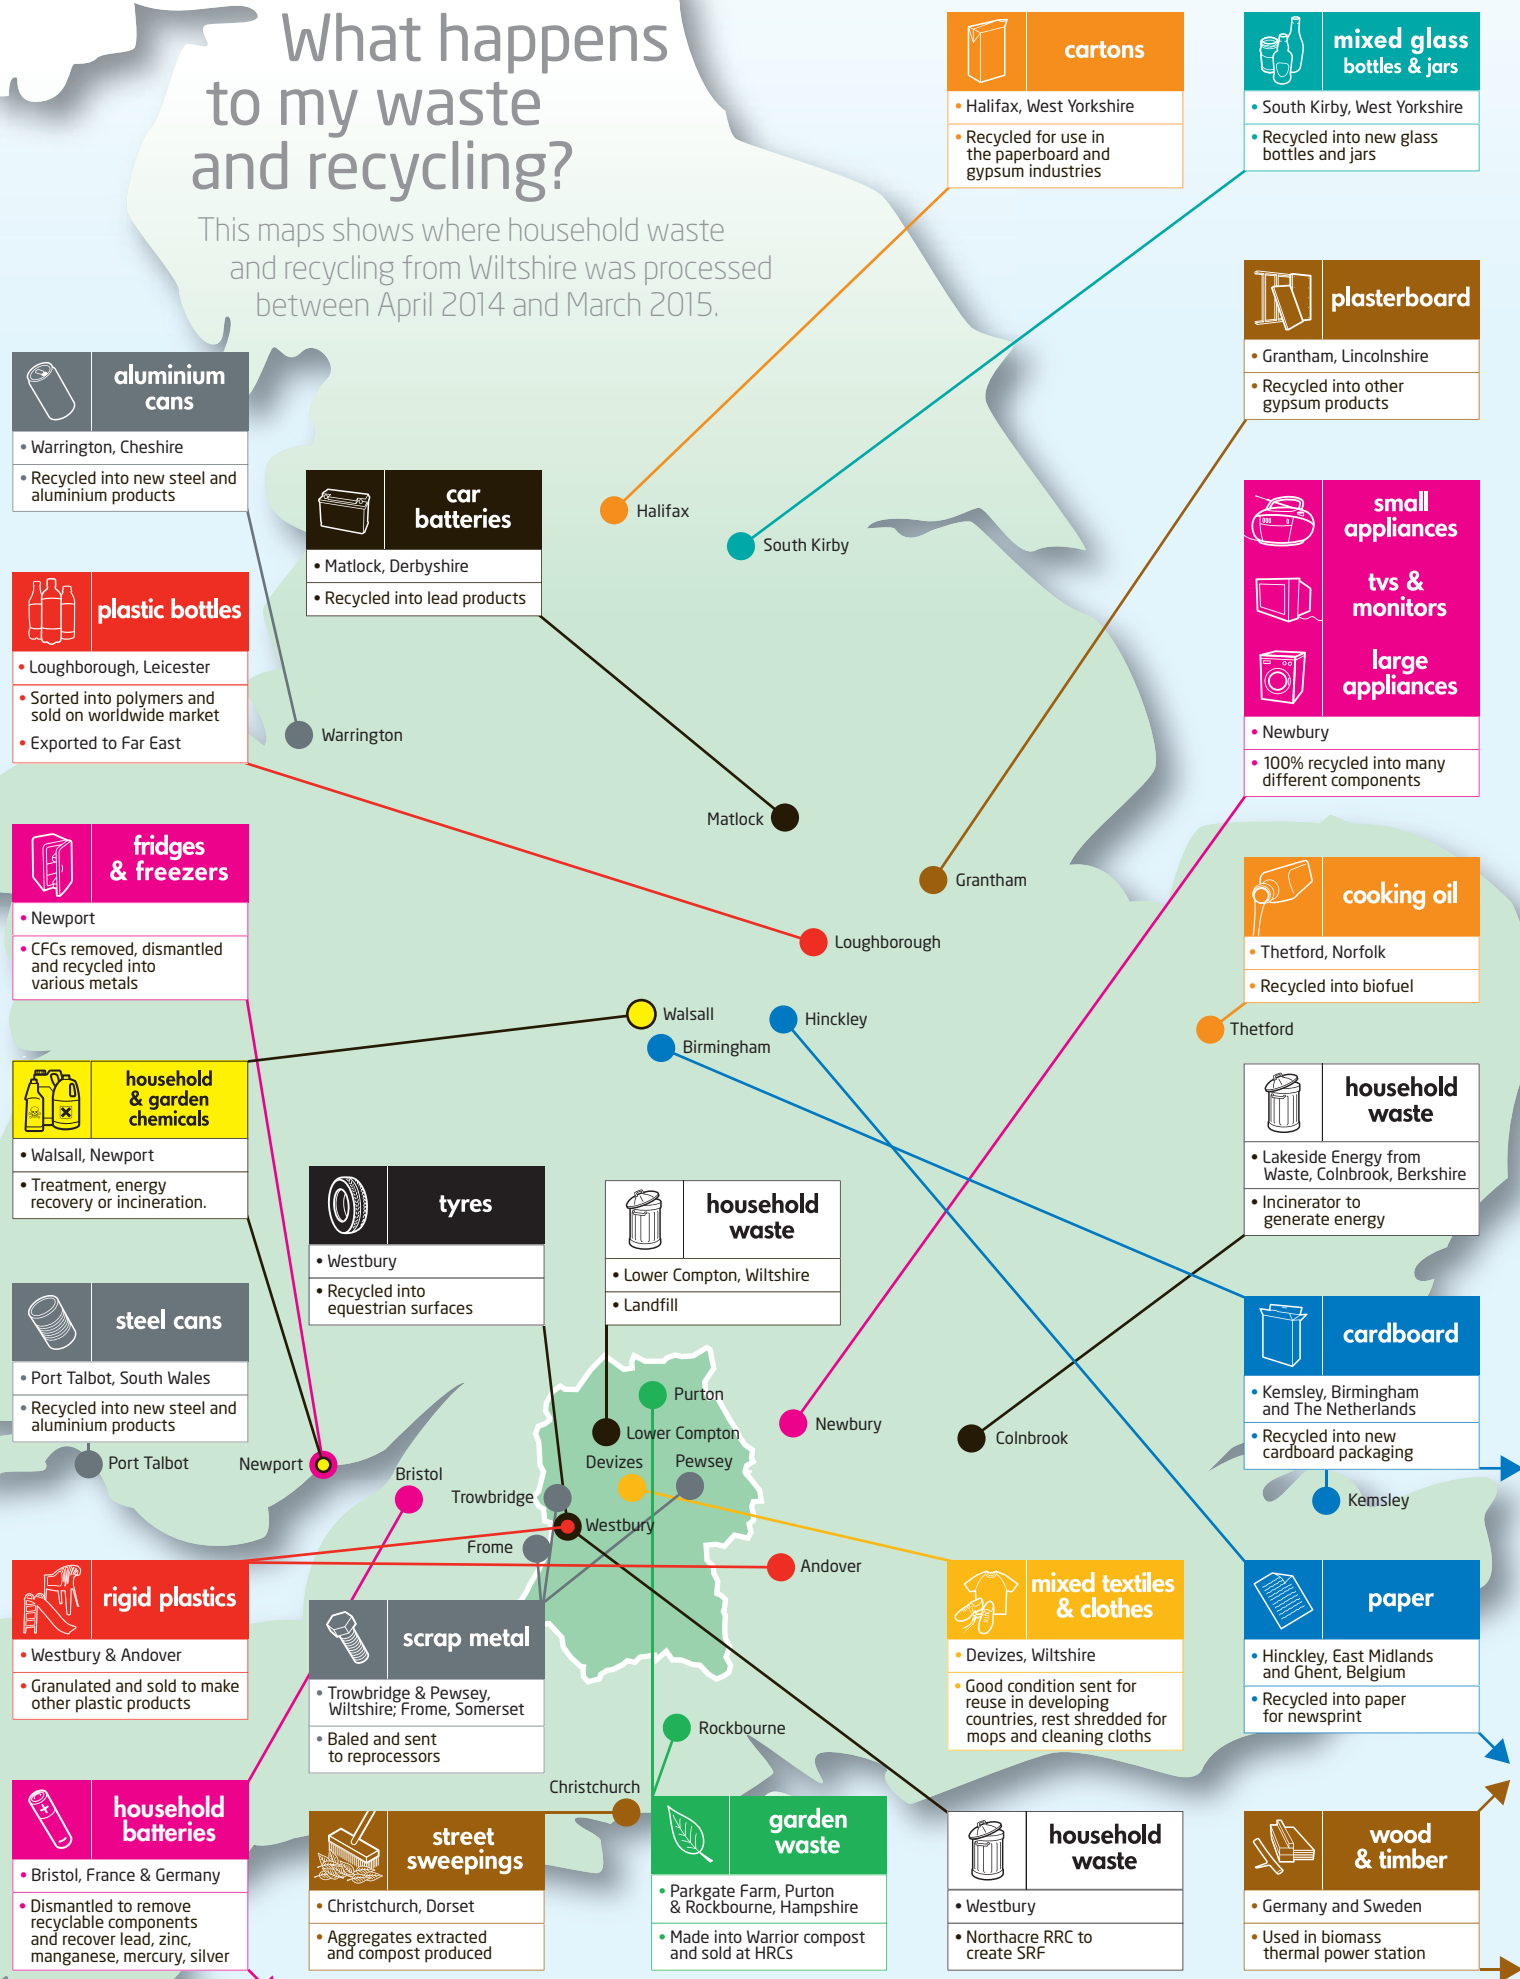 What happens
to my waste
and recycling?
This maps shows where household waste
and recycling from Wiltshire was processed
between April 2014 and March 2015.
cartons
• Halifax, West Yorkshire
• Recycled for use in
the paperboard and
gypsum industries
mixed glass
bottles & jars
• South Kirby, West Yorkshire
• Recycled into new glass
bottles and jars
plasterboard
• Grantham, Lincolnshire
• Recycled into other
gypsum products
aluminium
cans
• Warrington, Cheshire
• Recycled into new steel and
aluminium products
car
batteries
• Matlock, Derbyshire
• Recycled into lead products
Halifax
South Kirby
small
appliances
tvs &
monitors
large
appliances
• Newbury
• 100% recycled into many
different components
plastic bottles
• Loughborough, Leicester
• Sorted into polymers and
sold on worldwide market
• Exported to Far East
Warrington
Matlock
Grantham
Loughborough
fridges
& freezers
• Newport
• CFCs removed, dismantled
and recycled into
various metals
cooking oil
• Thetford, Norfolk
• Recycled into biofuel
Thetford
Walsall
Hinckley
Birmingham
household
& garden
chemicals
• Walsall, Newport
• Treatment, energy
recovery or incineration.
household
waste
• Lakeside Energy from
Waste, Colnbrook, Berkshire
• Incinerator to
generate energy
tyres
• Westbury
• Recycled into
equestrian surfaces
household
waste
• Lower Compton, Wiltshire
• Landfill
steel cans
• Port Talbot, South Wales
• Recycled into new steel and
aluminium products
cardboard
• Kemsley, Birmingham
and The Netherlands
• Recycled into new
cardboard packaging
Purton
Lower Compton
Newbury
Colnbrook
Port Talbot
Newport
Bristol
Devizes
Pewsey
Trowbridge
Westbury
Frome
Andover
Kemsley
rigid plastics
• Westbury & Andover
• Granulated and sold to make
other plastic products
scrap metal
• Trowbridge & Pewsey,
Wiltshire; Frome, Somerset
• Baled and sent
to reprocessors
mixed textiles
& clothes
• Devizes, Wiltshire
• Good condition sent for
reuse in developing
countries, rest shredded for
mops and cleaning cloths
paper
• Hinckley, East Midlands
and Ghent, Belgium
• Recycled into paper
for newsprint
Rockbourne
Christchurch
household
batteries
• Bristol, France & Germany
• Dismantled to remove
recyclable components
and recover lead, zinc,
manganese, mercury, silver
street
sweepings
• Christchurch, Dorset
• Aggregates extracted
and compost produced
garden
waste
• Parkgate Farm, Purton
& Rockbourne, Hampshire
• Made into Warrior compost
and sold at HRCs
household
waste
• Westbury
• Northacre RRC to
create SRF
wood
& timber
• Germany and Sweden
• Used in biomass
thermal power station